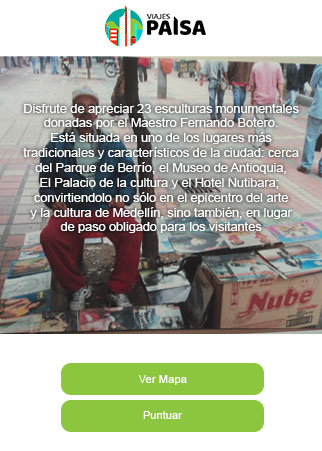 VIAJES
PAISA
Disfrute de apreciar 23 esculturas monumentales
donadas por el Maestro Fernando Botero.
Está situada en uno de los lugares más
tradicionales y característicos de la ciudad: cerca
del Parque de Berrío, el Museo de Antioquia,
El Palacio de la cultura y el Hotel Nutibara;
convirtiendolo no sólo en el epicentro del arte
y la cultura de Medellín, sino también, en lugar
de paso obligado para los visitantes
Nube
Ver Mapa
Puntuar